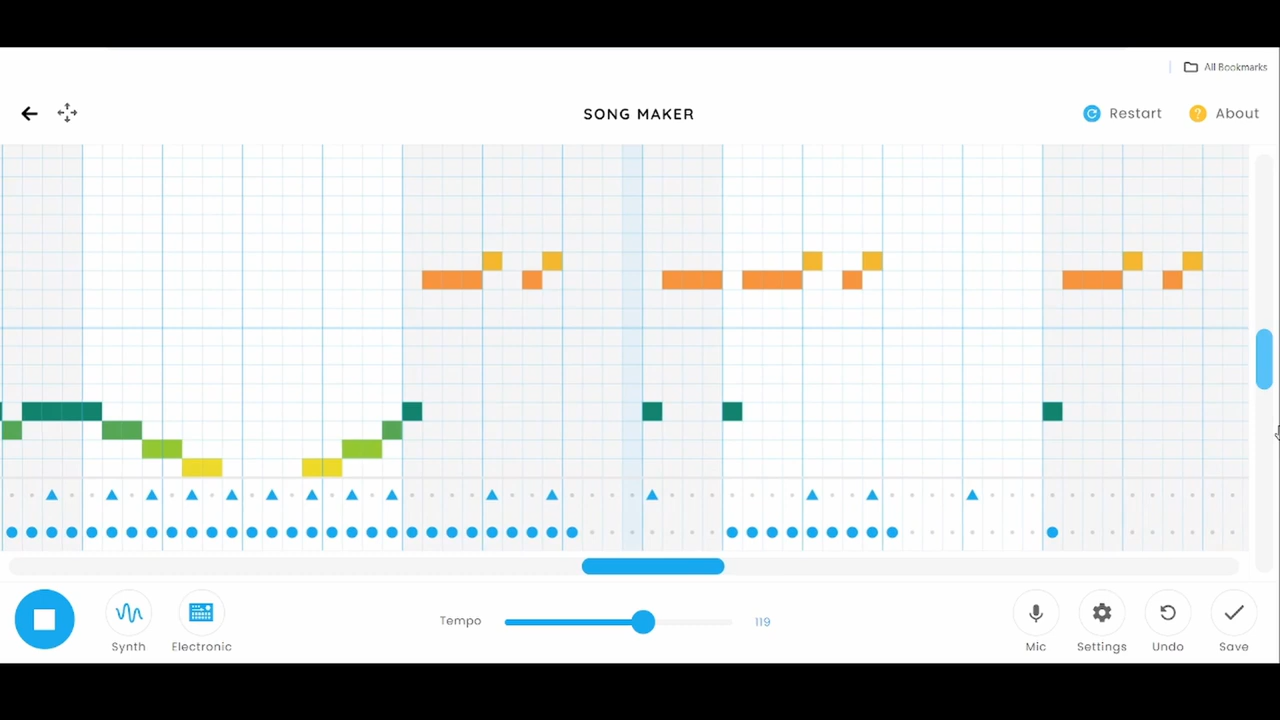 All Bookmarks
SONG MAKER
Restart
? About
Tempo
119
Synth
Electronic
Mic
Settings
Undo
Save